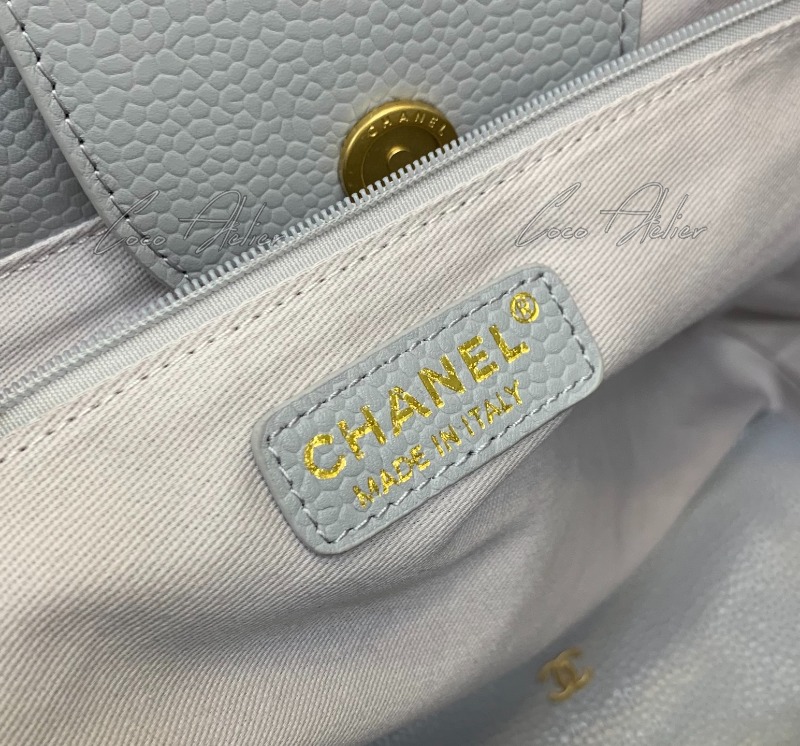 CHANEL
Coco Atelier
Coco Atelier
CHANEL®
MADE IN ITALY